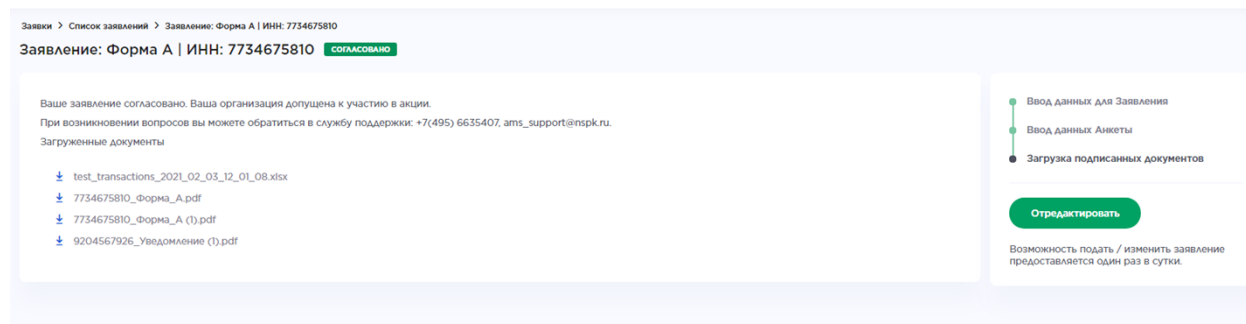 Заявки > Список заявлений > Заявление: Форма А | ИНН: 7734675810
Заявление: Форма А | ИНН: 7734675810 СОГЛАСОВАНО
Ваше заявление согласовано. Ваша организация допущена к участию в акции.
При возникновении вопросов вы можете обратиться в службу поддержки: +7(495) 6635407, ams_support@nspk.ru.
Загруженные документы
test_transactions_2021_02_03_12_01_08.xlsx
7734675810_Форма_А.pdf
7734675810_Форма_А (1).pdf
9204567926_Уведомление (1).pdf
Ввод данных для Заявления
Ввод данных Анкеты
Загрузка подписанных документов
Отредактировать
Возможность подать / изменить заявление
предоставляется один раз в сутки.